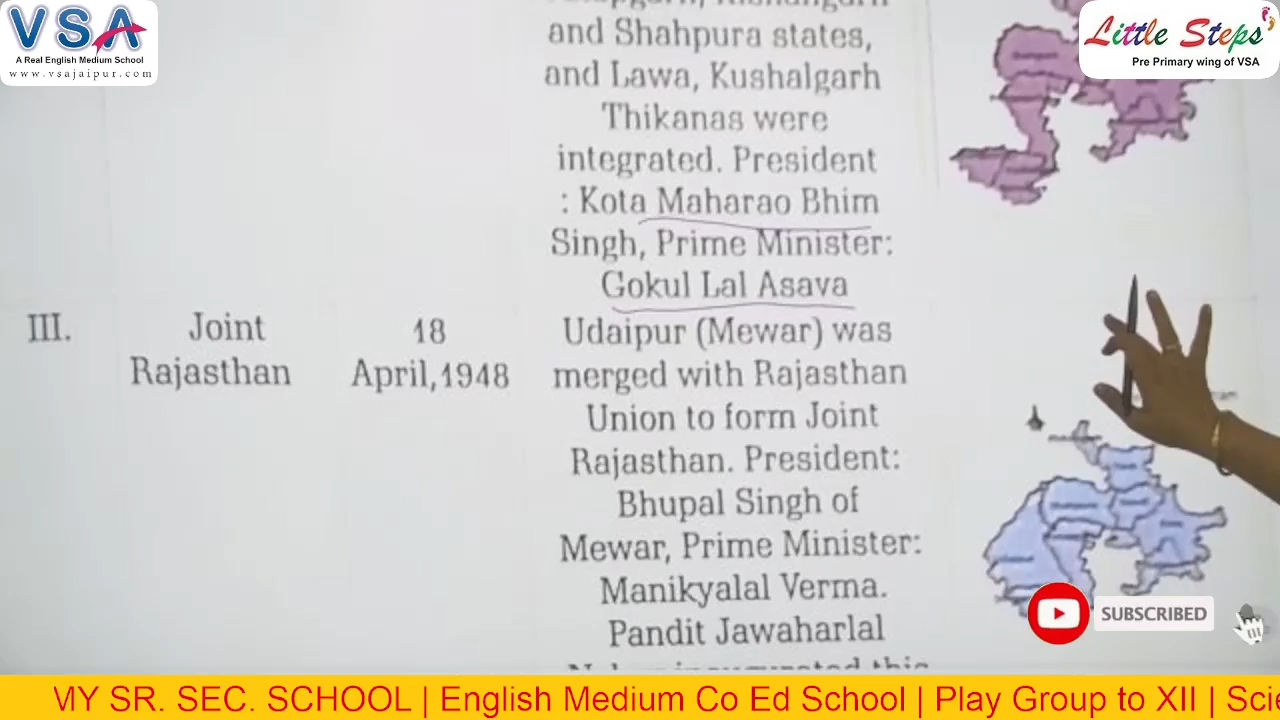 VSA
A Real English Medium School
www.vsajaipur.com
Little Steps
Pre Primary wing of VSA
and Shahpura states,
and Lawa, Kushalgarh
Thikanas were
integrated. President
: Kota Maharao Bhim
Singh, Prime Minister:
Gokul Lal Asava
III.
Joint
Rajasthan
18
April,1948
Udaipur (Mewar) was
merged with Rajasthan
Union to form Joint
Rajasthan. President:
Bhupal Singh of
Mewar, Prime Minister:
Manikyalal Verma.
Pandit Jawaharlal
SUBSCRIBED
MY SR. SEC. SCHOOL | English Medium Co Ed School | Play Group to XII |